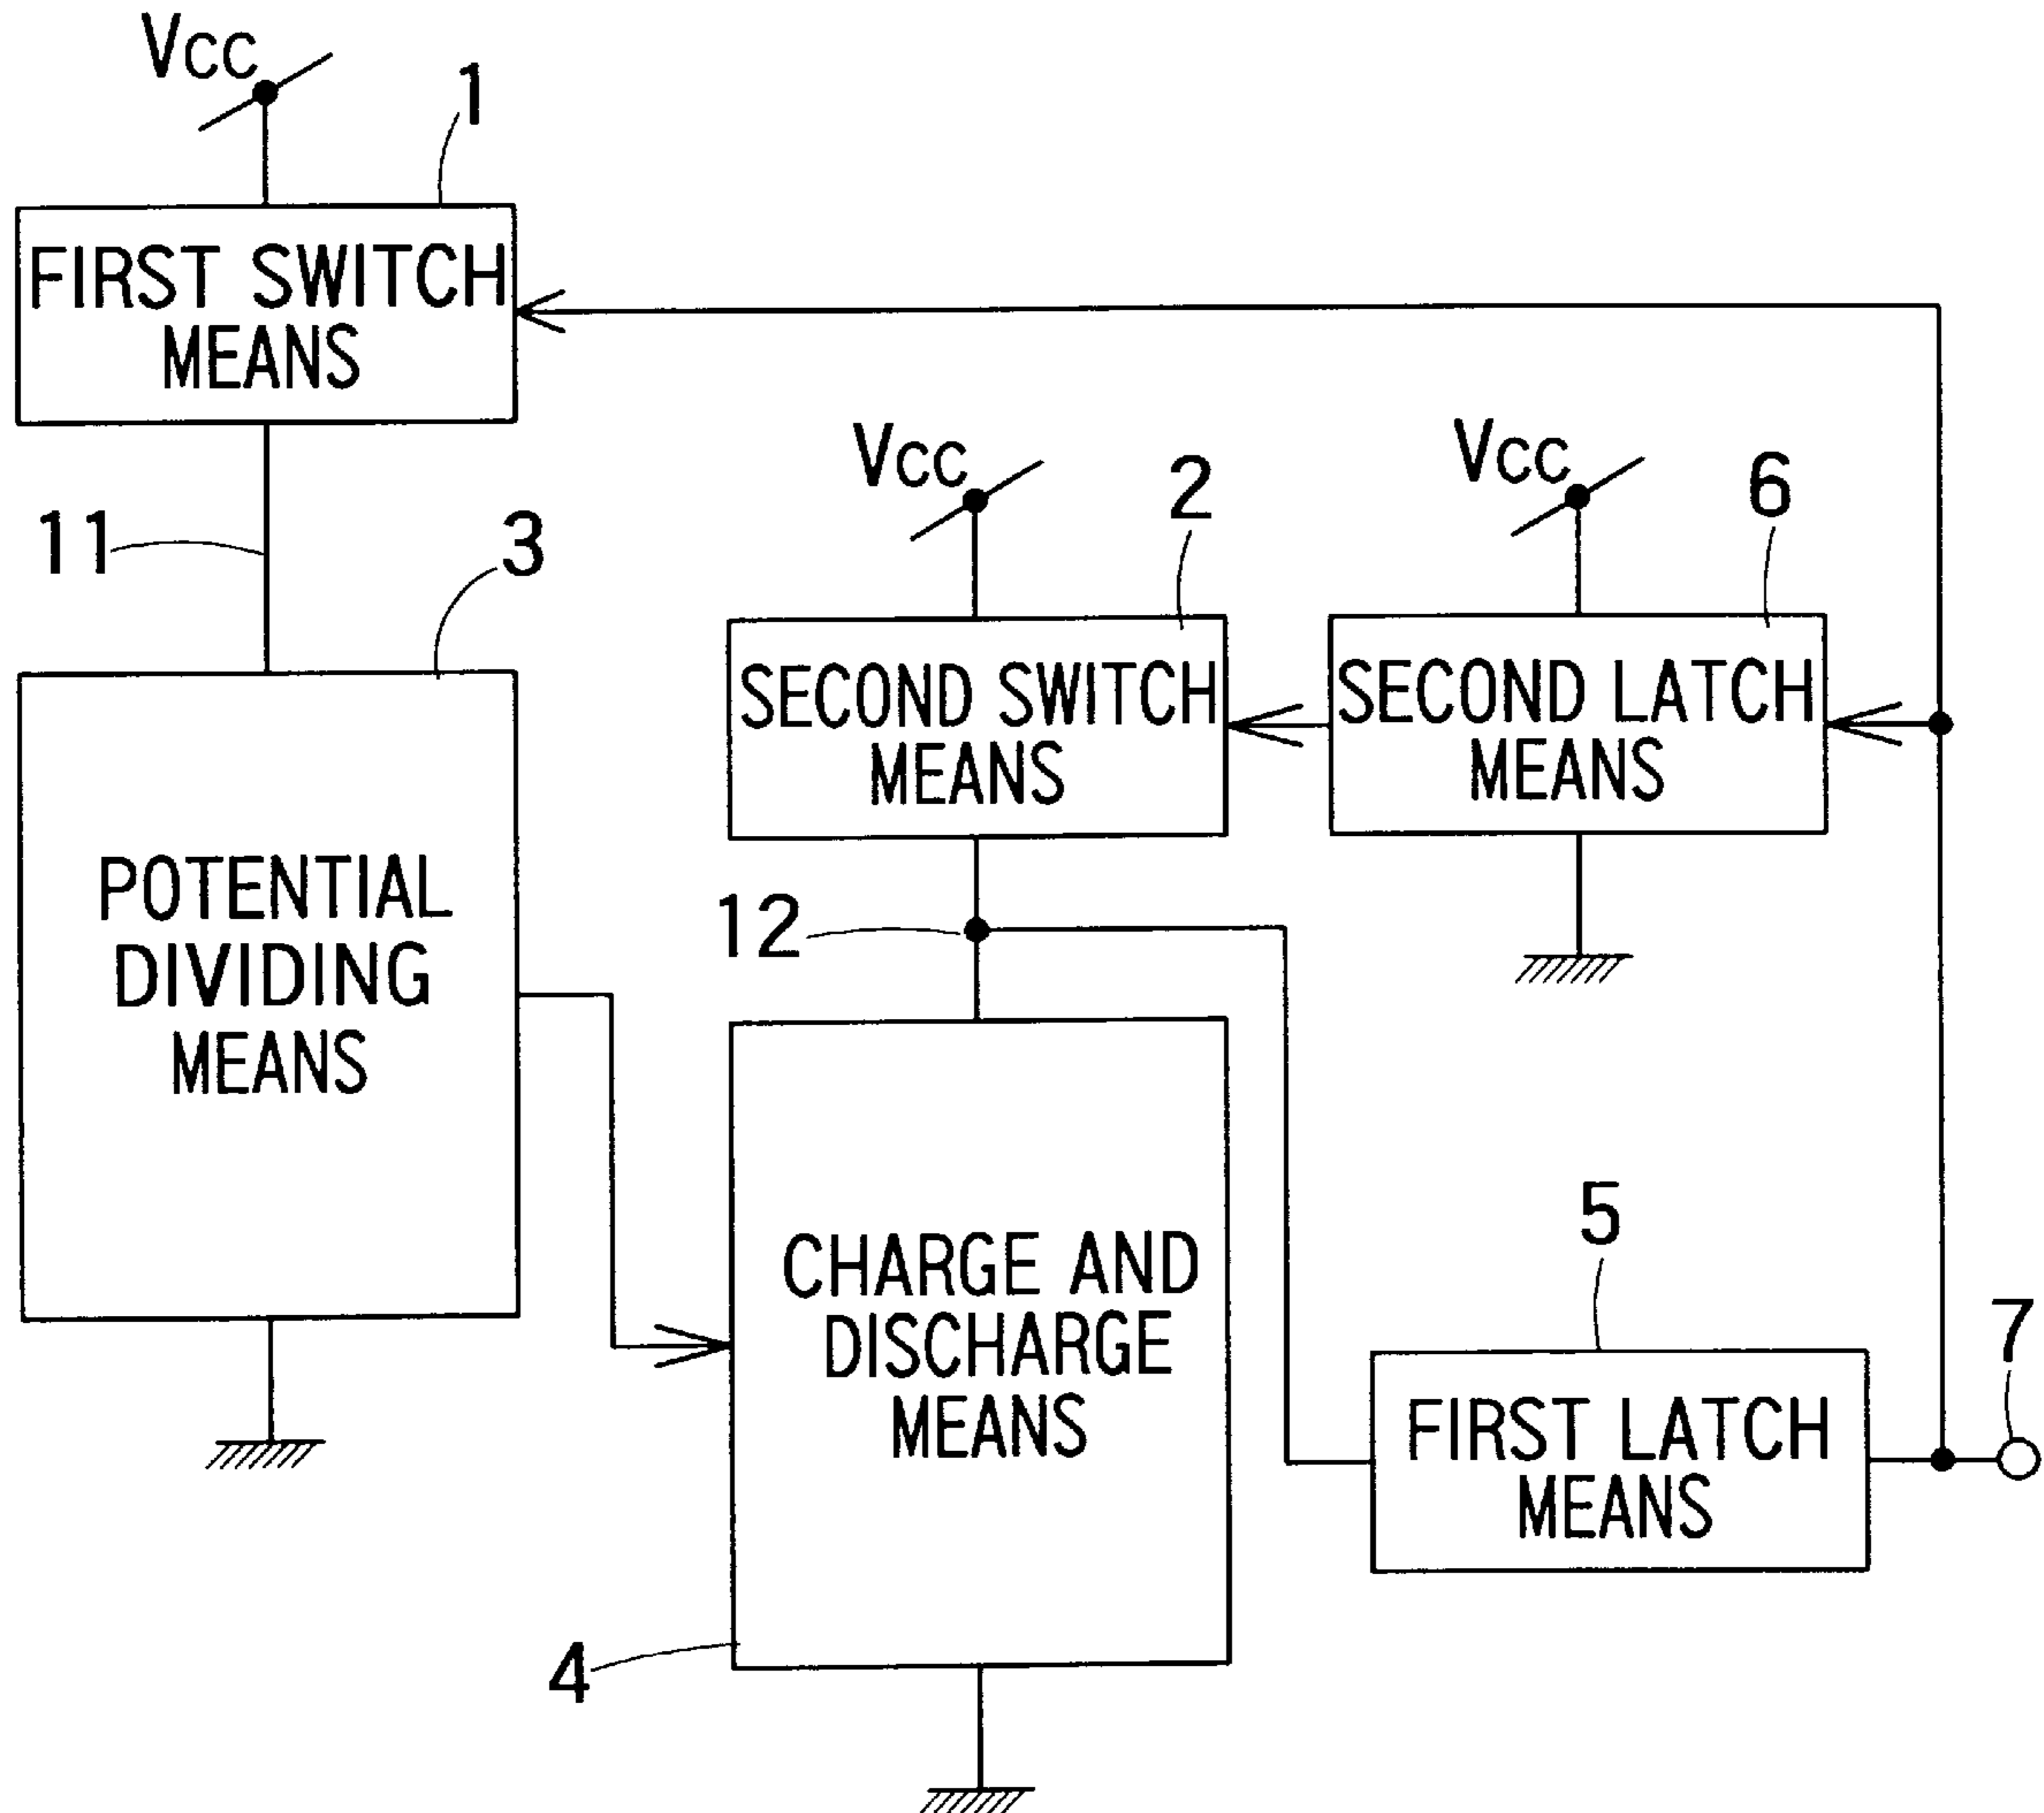 Vcc
1
FIRST SWITCH
MEANS
11
3
Vcc
2
Vcc
6
SECOND SWITCH
MEANS
SECOND LATCH
MEANS
POTENTIAL
DIVIDING
MEANS
12
CHARGE AND
DISCHARGE
MEANS
5
7
FIRST LATCH
MEANS
4